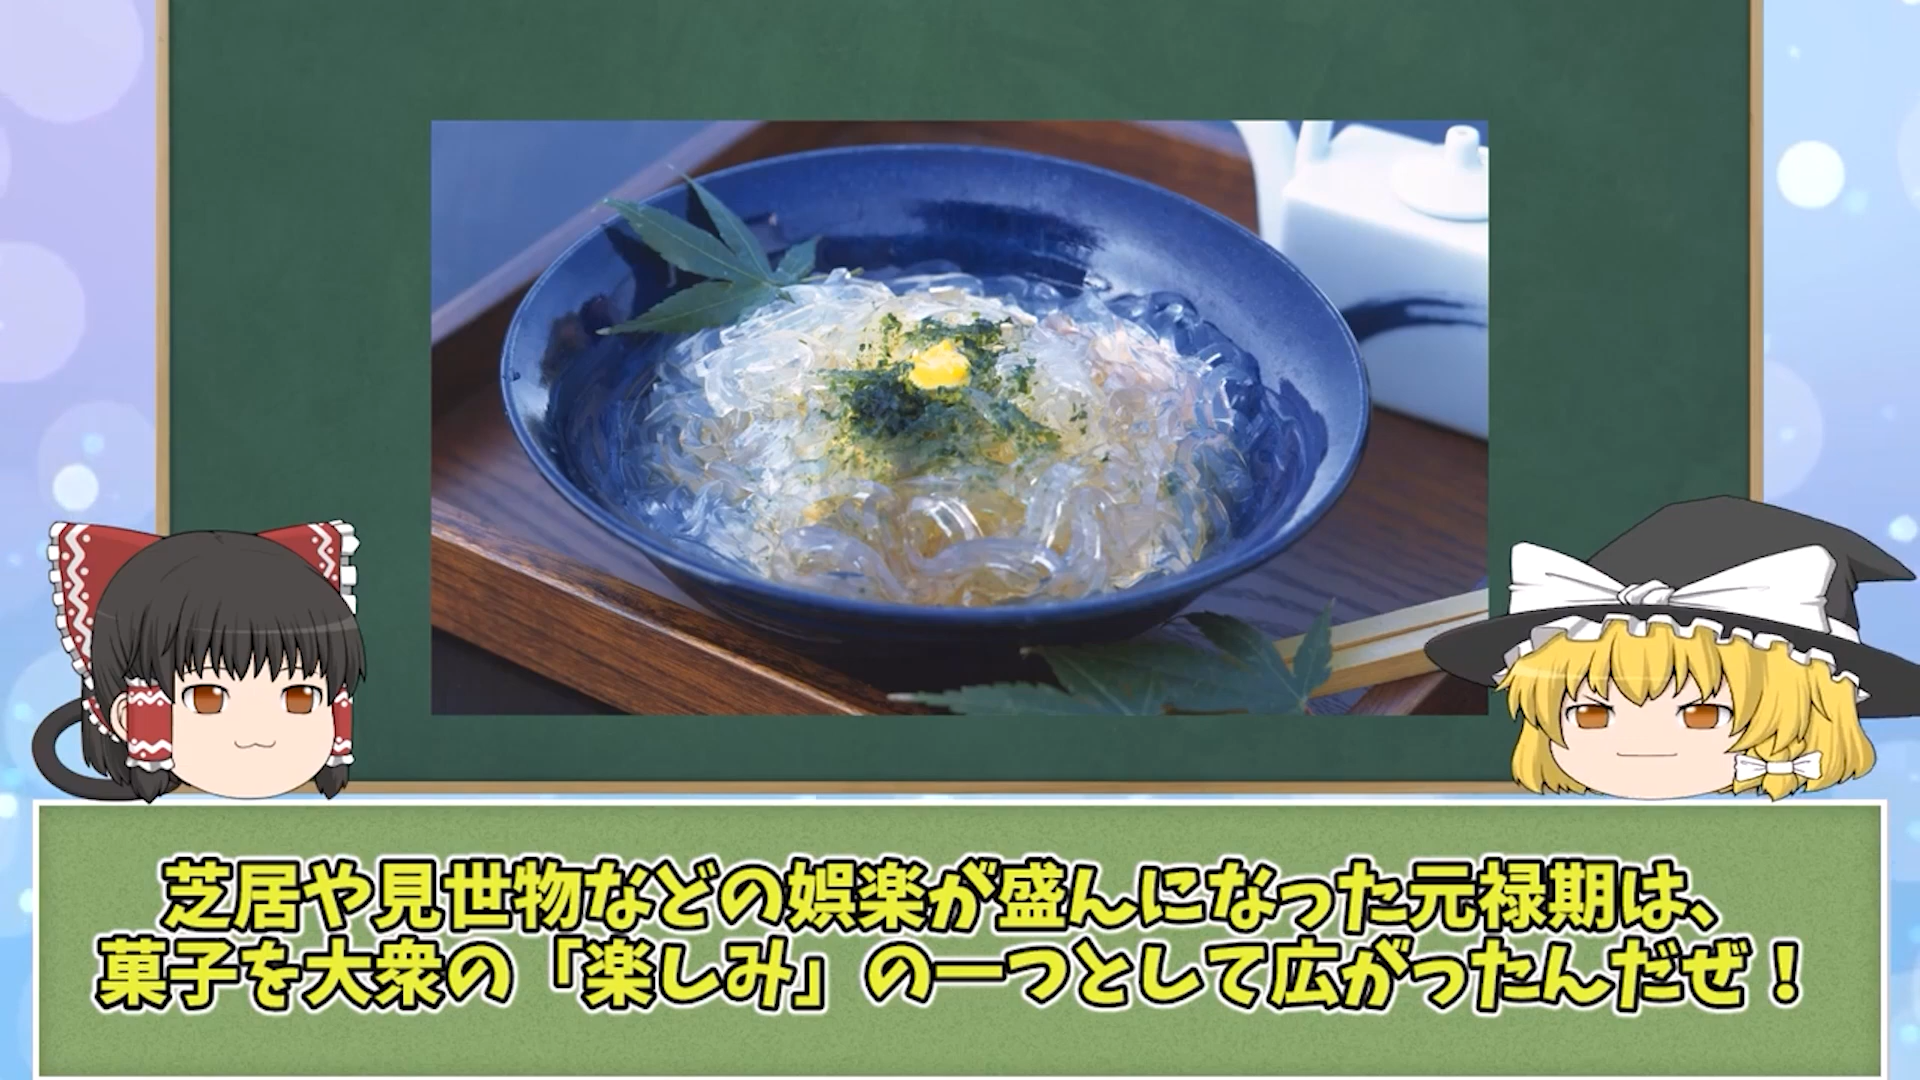 芝居や見世物などの娯楽が盛んになった元禄期は、
菓子を大衆の「楽しみ」の一つとして広がったんだぜ！